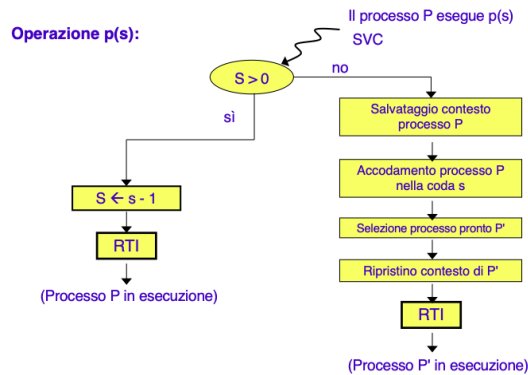 Operazione p(s):
Il processo P esegue p(s)
SVC
S > 0
no
sì
Salvataggio contesto
processo P
Accodamento processo P
nella coda s
S ← s - 1
Selezione processo pronto P'
RTI
Ripristino contesto di P'
(Processo P in esecuzione)
RTI
(Processo P' in esecuzione)